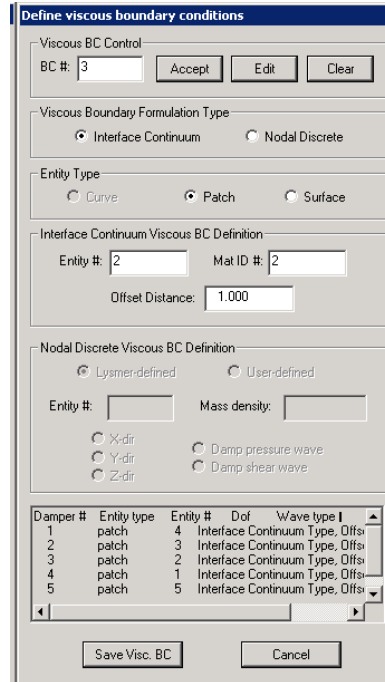 Define viscous boundary conditions
Viscous BC Control
BC #: 3 Accept Edit Clear
Viscous Boundary Formulation Type
Interface Continuum Nodal Discrete
Entity Type
Curve Patch Surface
Interface Continuum Viscous BC Definition
Entity #: 2 Mat ID #: 2
Offset Distance: 1.000
Nodal Discrete Viscous BC Definition
Lysmer-defined User-defined
Entity #: Mass density:
X-dir
Y-dir
Z-dir
Damp pressure wave
Damp shear wave
Damper # Entity type Entity # Dof Wave type
1 patch 4 Interface Continuum Type, Offs
2 patch 3 Interface Continuum Type, Offs
3 patch 2 Interface Continuum Type, Offs
4 patch 1 Interface Continuum Type, Offs
5 patch 5 Interface Continuum Type, Offs
Save Visc. BC Cancel